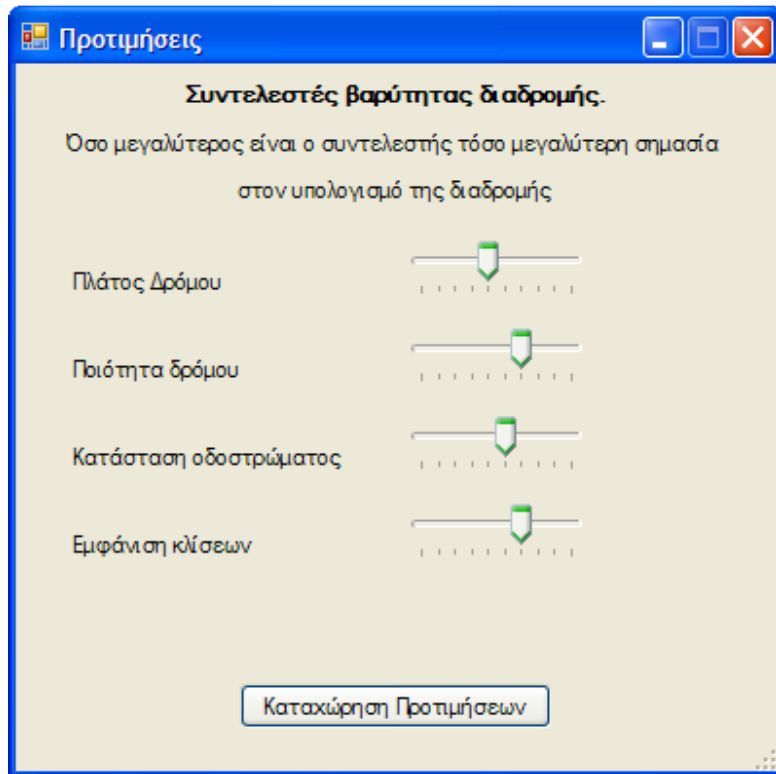 Προτιμήσεις
Συντελεστές βαρύτητας διαδρομής.
Όσο μεγαλύτερος είναι ο συντελεστής τόσο μεγαλύτερη σημασία
στον υπολογισμό της διαδρομής
Πλάτος Δρόμου
Ποιότητα δρόμου
Κατάσταση οδοστρώματος
Εμφάνιση κλίσεων
Καταχώρηση Προτιμήσεων